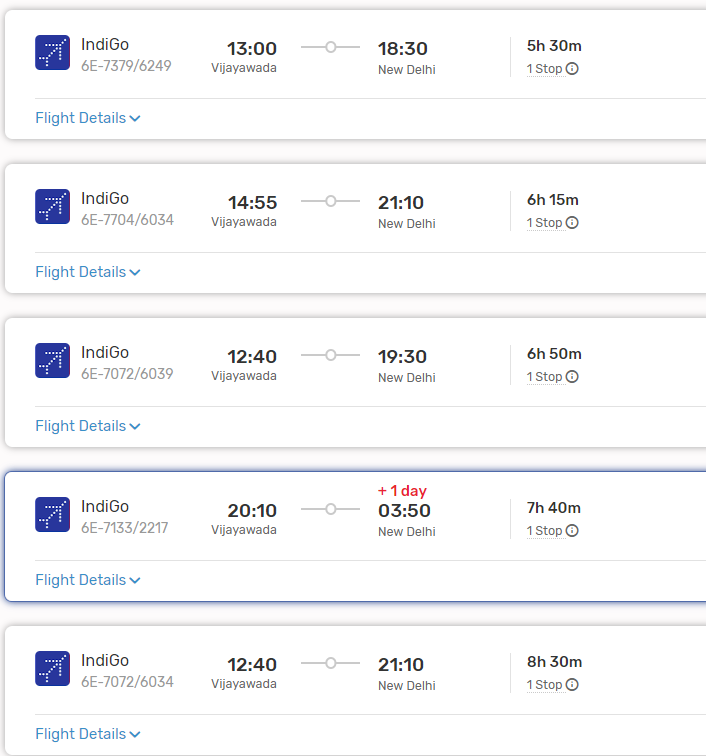 IndiGo 13:00 18:30 5h 30m
6E-7379/6249 Vijayawada New Delhi 1 Stop
Flight Details
IndiGo 14:55 21:10 6h 15m
6E-7704/6034 Vijayawada New Delhi 1 Stop
Flight Details
IndiGo 12:40 19:30 6h 50m
6E-7072/6039 Vijayawada New Delhi 1 Stop
Flight Details
+ 1 day
IndiGo 20:10 03:50 7h 40m
6E-7133/2217 Vijayawada New Delhi 1 Stop
Flight Details
IndiGo 12:40 21:10 8h 30m
6E-7072/6034 Vijayawada New Delhi 1 Stop
Flight Details